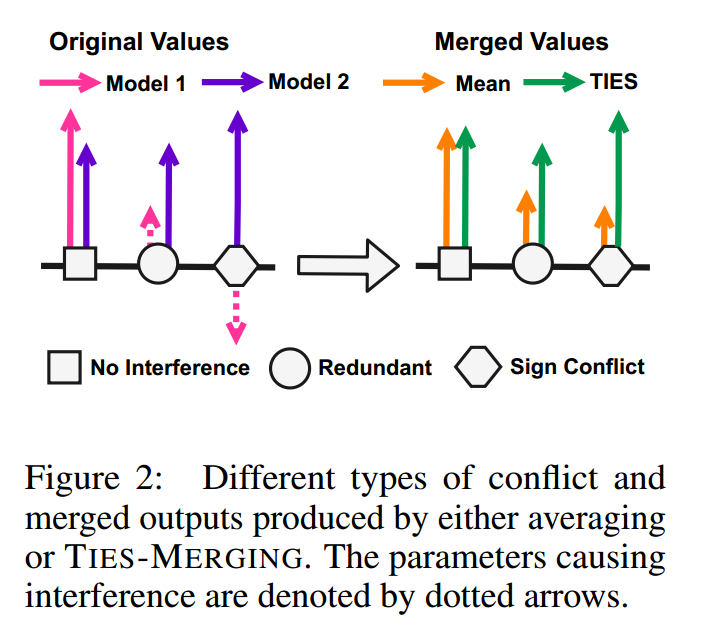 Original Values
Merged Values
Model 1
Model 2
Mean
TIES
No Interference
Redundant
Sign Conflict
Figure 2: Different types of conflict and
merged outputs produced by either averaging
or TIES-MERGING. The parameters causing
interference are denoted by dotted arrows.